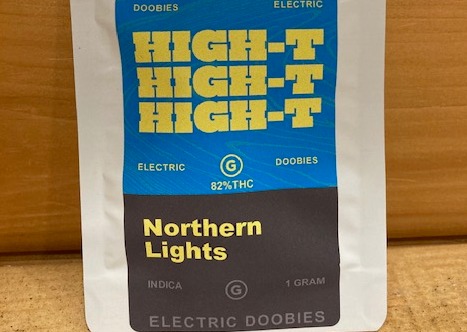 DOOBIES ELECTRIC
HIGH-T
HIGH-T
HIGH-T
ELECTRIC G DOOBIES
82%THC
Northern
Lights
INDICA G 1 GRAM
ELECTRIC DOOBIES